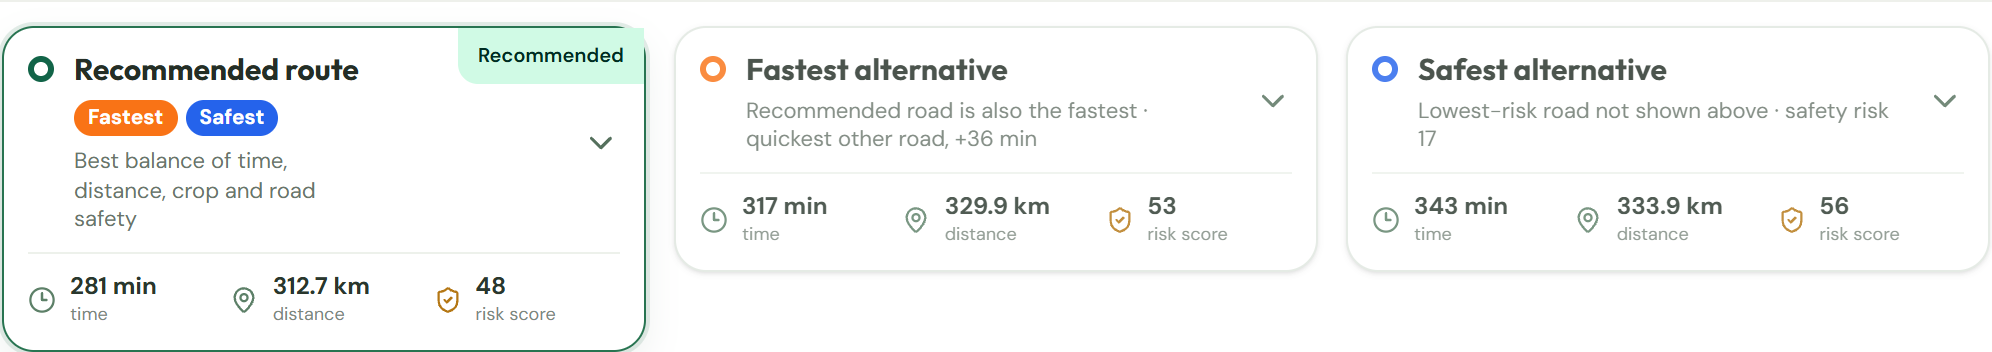 Recommended
Recommended route
Fastest Safest
Best balance of time,
distance, crop and road
safety
281 min
time
312.7 km
distance
48
risk score
Fastest alternative
Recommended road is also the fastest ·
quickest other road, +36 min
317 min
time
329.9 km
distance
53
risk score
Safest alternative
Lowest-risk road not shown above · safety risk
17
343 min
time
333.9 km
distance
56
risk score